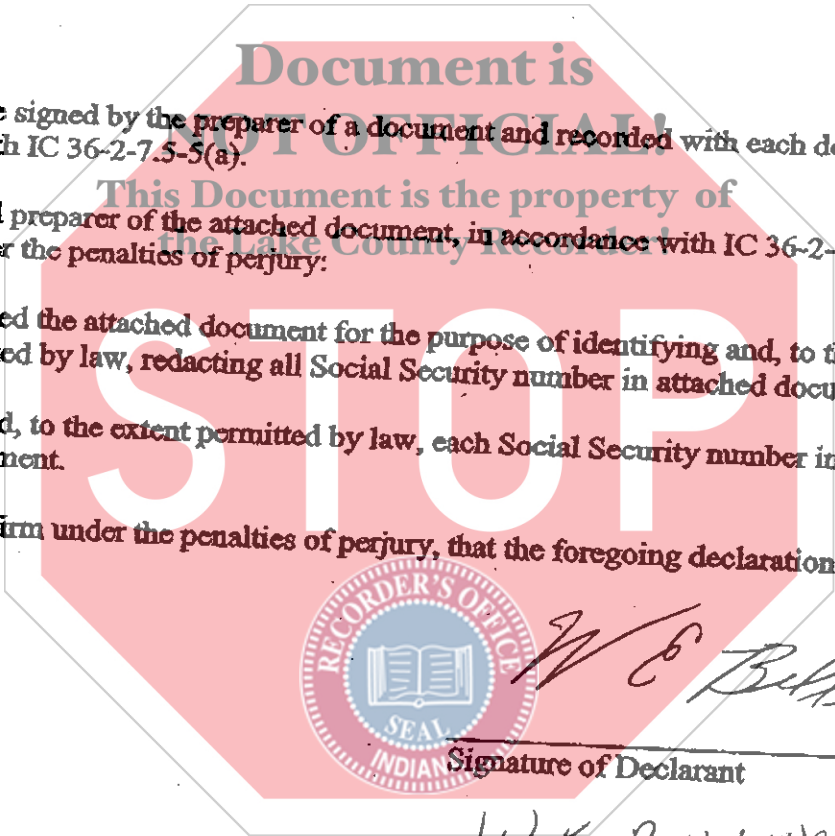 Document is
e signed by the preparer of a document and recorded with each do
NOT OFFICIAL!
h IC 36-2-7.5-5(a).
This Document is the property of
l preparer of the attached document, in accordance with IC 36-2-
the Lake County Recorder!
r the penalties of perjury:
ed the attached document for the purpose of identifying and, to t
ed by law, redacting all Social Security number in attached docu
STOP
d, to the extent permitted by law, each Social Security number in
ment.
irm under the penalties of perjury, that the foregoing declaration
RECORDER'S OFFICE
SEAL
INDIANA
W E
Signature of Declarant